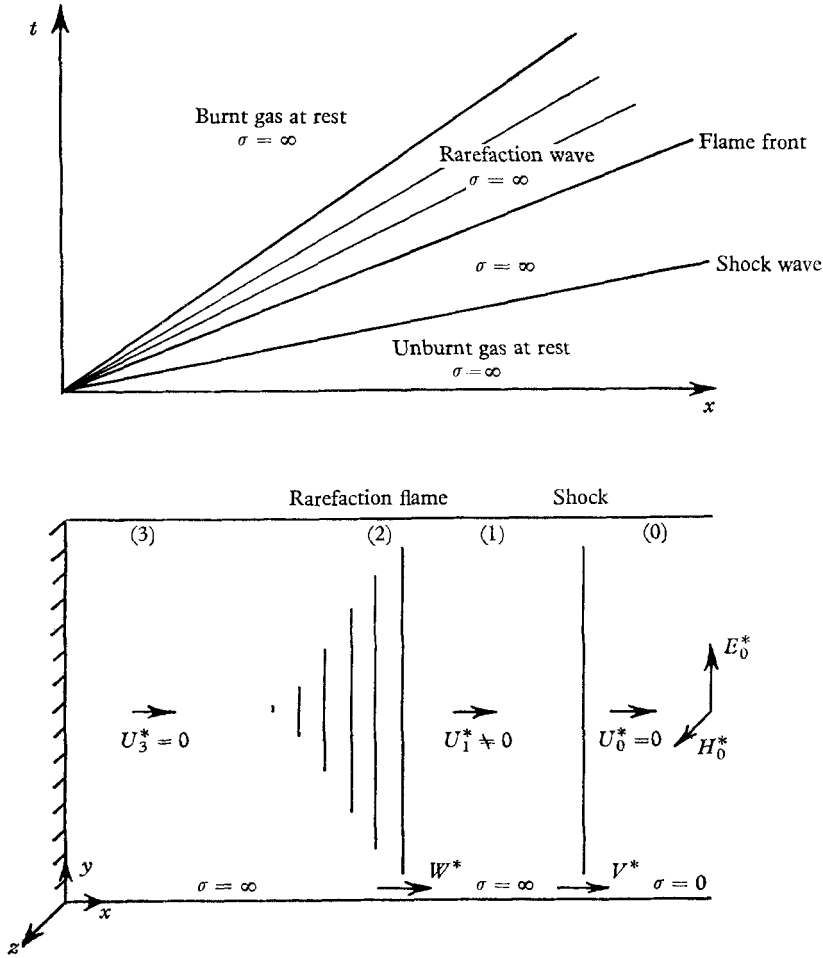 t
Burnt gas at rest
σ = ∞
Rarefaction wave
σ = ∞
Flame front
σ = ∞
Shock wave
Unburnt gas at rest
σ = ∞
x
Rarefaction flame
Shock
(3)
(2)
(1)
(0)
E₀*
H₀*
U₃* = 0
U₁* ≠ 0
U₀* = 0
W*
V*
y
σ = ∞
σ = ∞
σ = 0
x
z